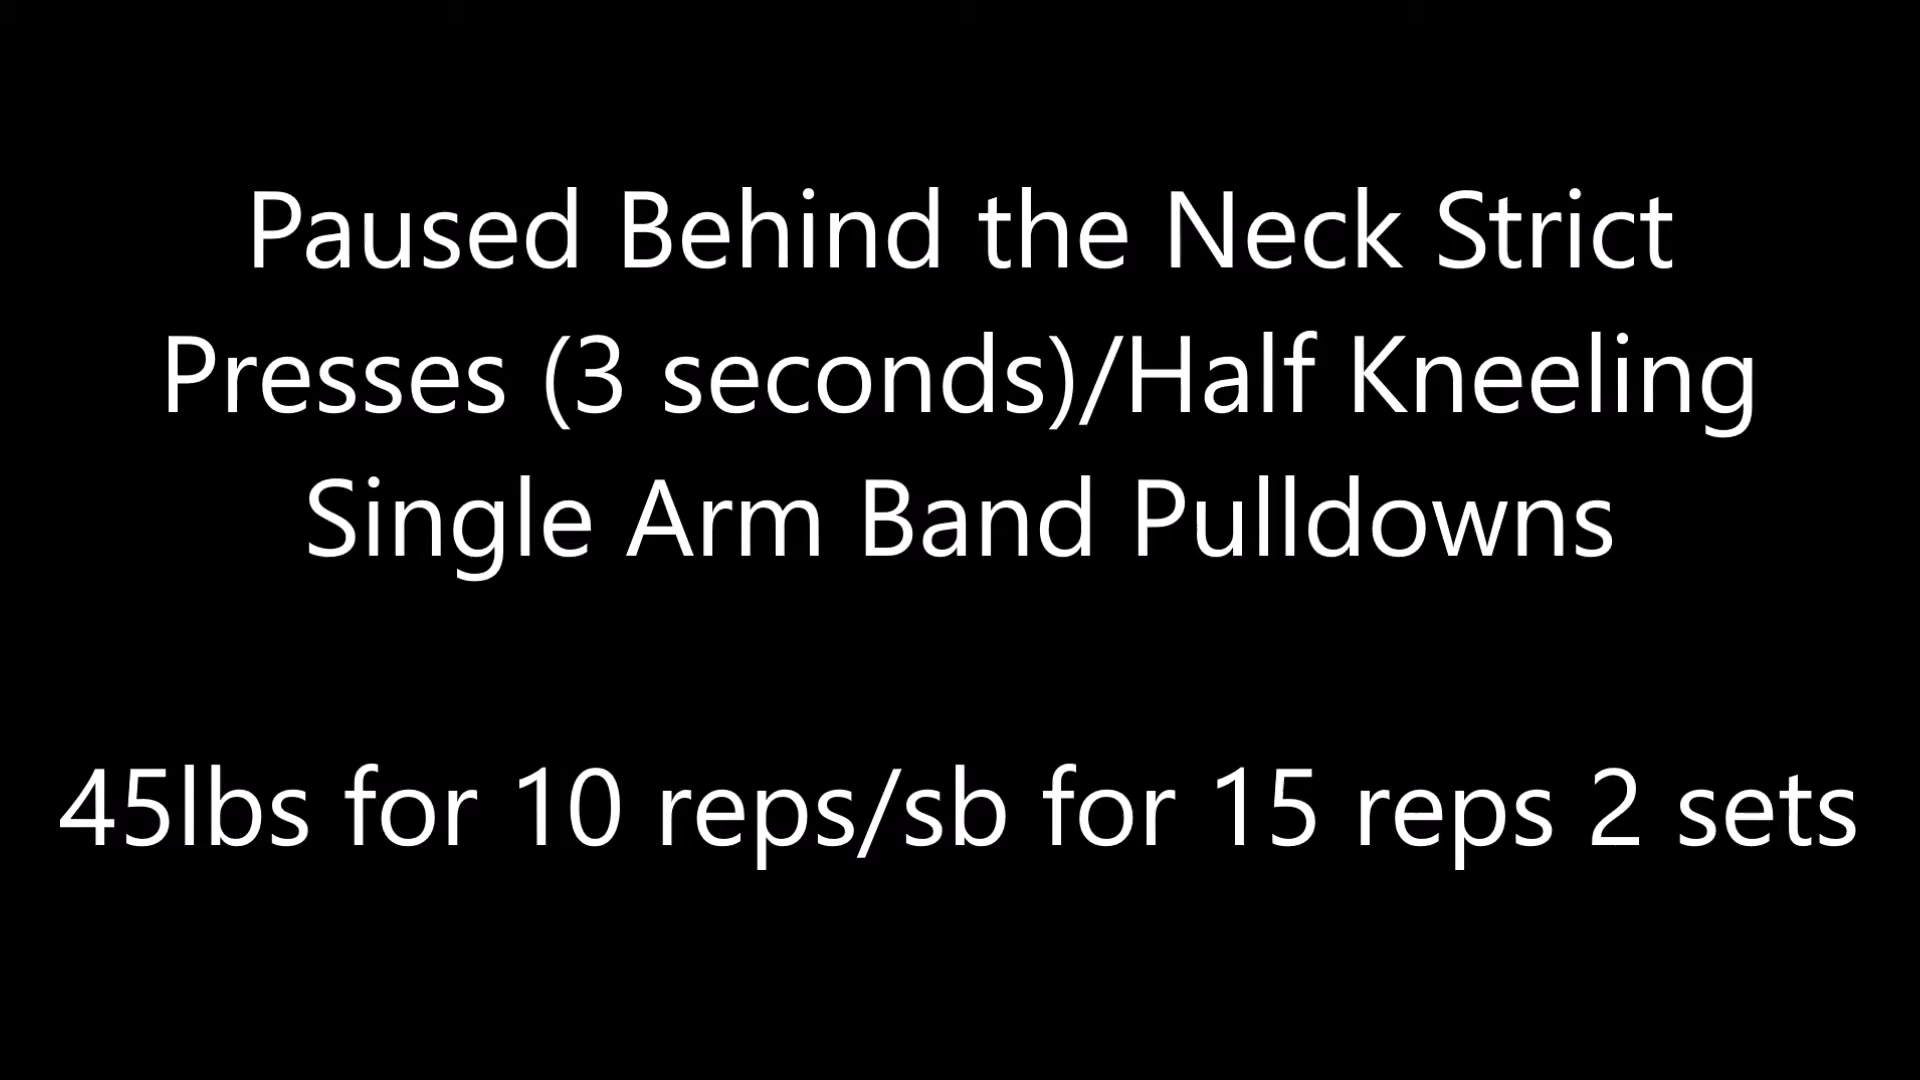 Paused Behind the Neck Strict
Presses (3 seconds)/Half Kneeling
Single Arm Band Pulldowns
45lbs for 10 reps/sb for 15 reps 2 sets